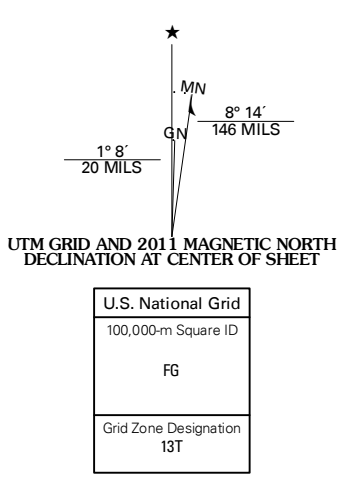 ★
MN
8° 14´
146 MILS
GN
1° 8´
20 MILS
UTM GRID AND 2011 MAGNETIC NORTH
DECLINATION AT CENTER OF SHEET
U.S. National Grid
100,000-m Square ID
FG
Grid Zone Designation
13T